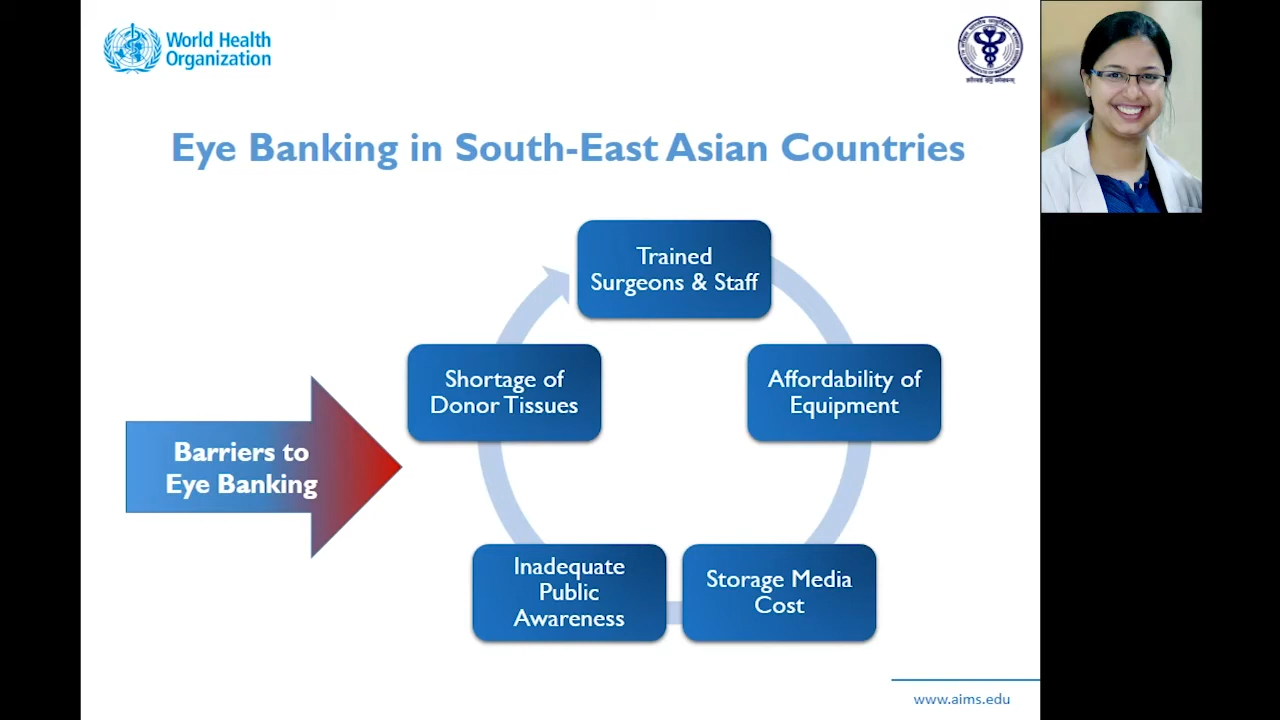 World Health
Organization
Eye Banking in South-East Asian Countries
Trained
Surgeons & Staff
Affordability of
Equipment
Storage Media
Cost
Inadequate
Public
Awareness
Shortage of
Donor Tissues
Barriers to
Eye Banking
www.aims.edu